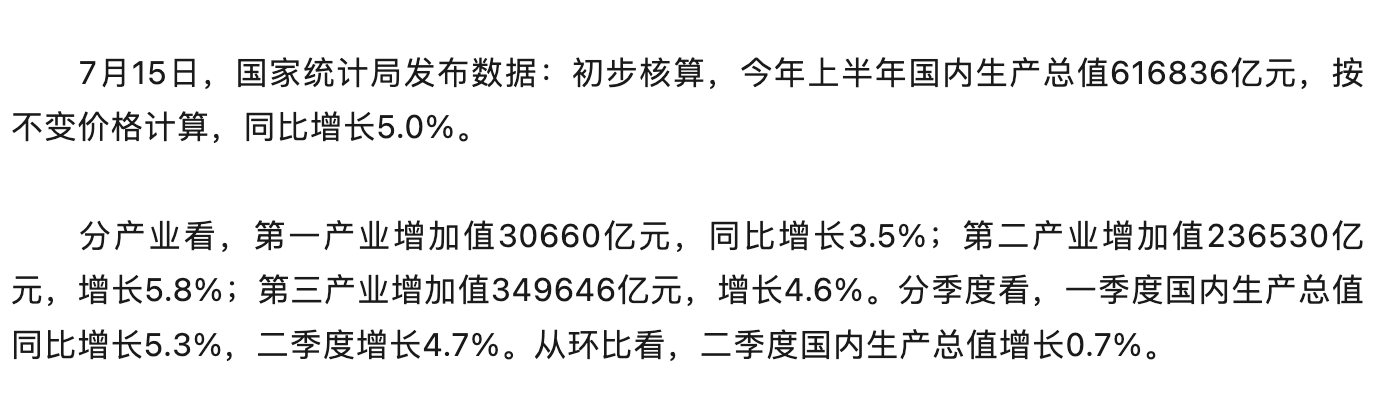 7月15日，国家统计局发布数据：初步核算，今年上半年国内生产总值616836亿元，按
不变价格计算，同比增长5.0%。
分产业看，第一产业增加值30660亿元，同比增长3.5%；第二产业增加值236530亿
元，增长5.8%；第三产业增加值349646亿元，增长4.6%。分季度看，一季度国内生产总值
同比增长5.3%，二季度增长4.7%。从环比看，二季度国内生产总值增长0.7%。